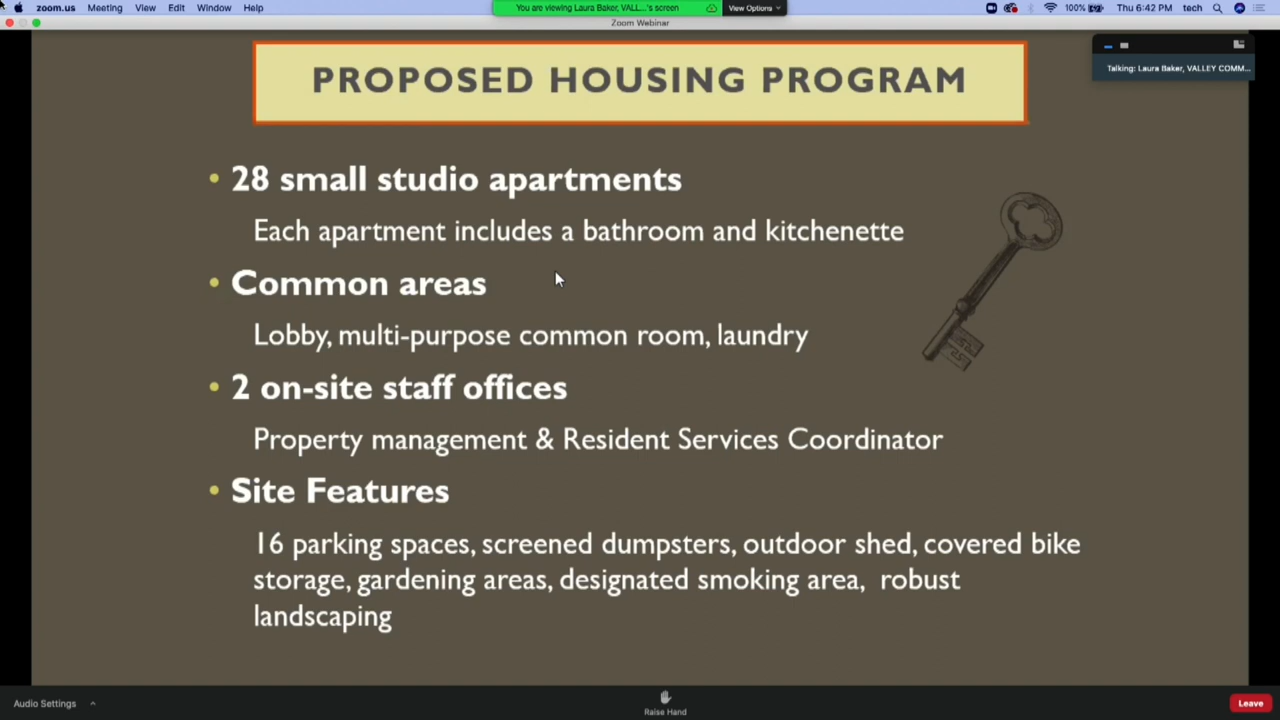 zoom.us Meeting View Edit Window Help
You are viewing Laura Baker, VALL...'s screen
View Options
100%
Thu 6:42 PM tech
Zoom Webinar
Talking: Laura Baker, VALLEY COMM...
PROPOSED HOUSING PROGRAM
• 28 small studio apartments
Each apartment includes a bathroom and kitchenette
• Common areas
Lobby, multi-purpose common room, laundry
• 2 on-site staff offices
Property management & Resident Services Coordinator
• Site Features
16 parking spaces, screened dumpsters, outdoor shed, covered bike
storage, gardening areas, designated smoking area, robust
landscaping
Audio Settings
Raise Hand
Leave